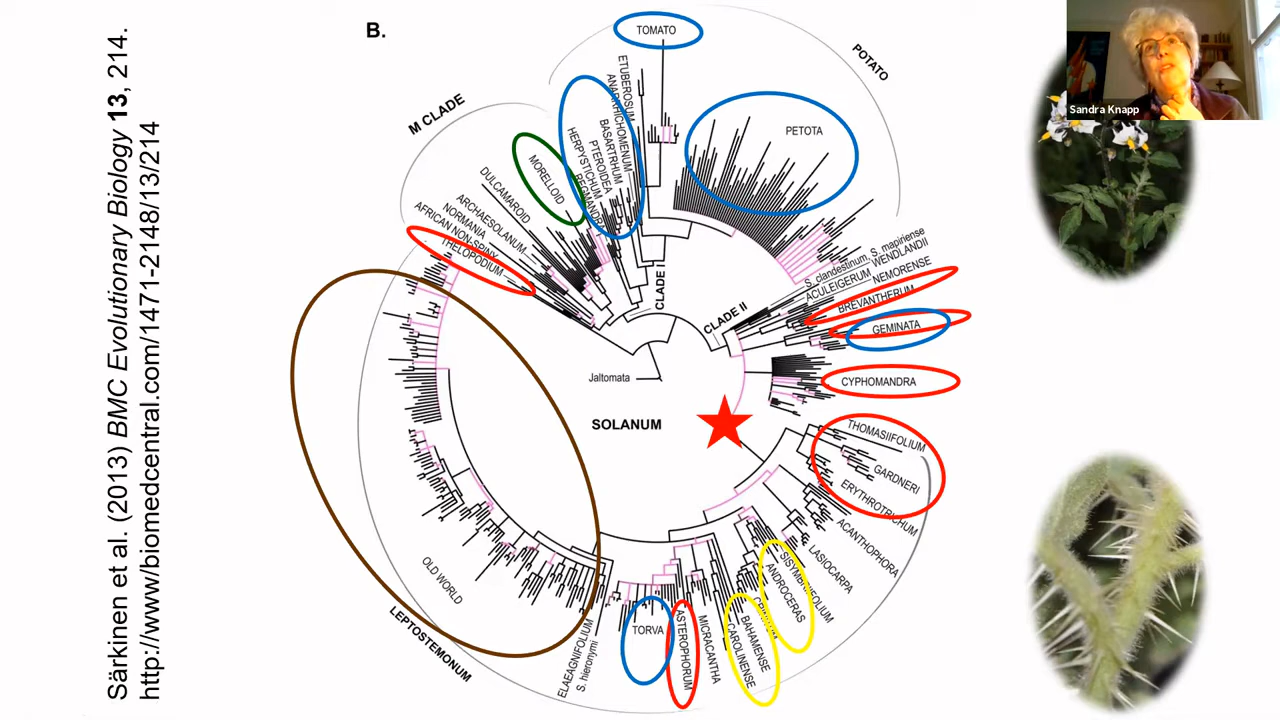 Särkinen et al. (2013) BMC Evolutionary Biology 13, 214.
http://www/biomedcentral.com/1471-2148/13/214
B.
TOMATO
POTATO
Sandra Knapp
ETUBEROSUM
ANARRHICHOMENUM
BASARTHRUM
PTEROIDEA
HERPYSTICHUM
REGMANDRA
PETOTA
M CLADE
MORELLOID
DULCAMAROID
ARCHAESOLANUM
NORMANIA
AFRICAN NON-SPINY
THELOPODIUM
CLADE I
CLADE II
S. clandestinum, S. mapiriense
WENDLANDII
ACULEIGERUM
NEMORENSE
BREVANTHERUM
GEMINATA
CYPHOMANDRA
Jaltomata
SOLANUM
THOMASIIFOLIUM
GARDNERI
ERYTHROTRICHUM
ACANTHOPHORA
LASIOCARPA
SISYMBRIIFOLIUM
ANDROCERAS
BAHAMENSE
CAROLINENSE
MICRACANTHA
ASTEROPHORUM
TORVA
S. hieronymi
ELAEAGNIFOLIUM
OLD WORLD
LEPTOSTEMONUM